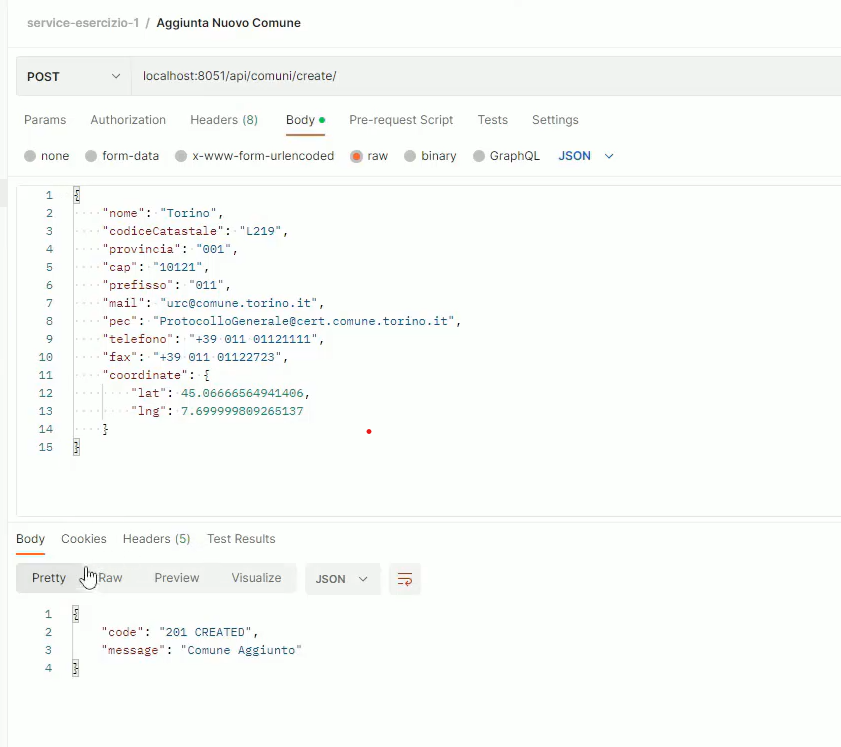 service-esercizio-1 / Aggiunta Nuovo Comune
POST localhost:8051/api/comuni/create/
Params Authorization Headers (8) Body Pre-request Script Tests Settings
none form-data x-www-form-urlencoded raw binary GraphQL JSON
1 {
2 "nome": "Torino",
3 "codiceCatastale": "L219",
4 "provincia": "001",
5 "cap": "10121",
6 "prefisso": "011",
7 "mail": "urc@comune.torino.it",
8 "pec": "ProtocolloGenerale@cert.comune.torino.it",
9 "telefono": "+39 011 01121111",
10 "fax": "+39 011 01122723",
11 "coordinate": {
12 "lat": 45.06666564941406,
13 "lng": 7.699999809265137
14 }
15 }
Body Cookies Headers (5) Test Results
Pretty Raw Preview Visualize JSON
1 {
2 "code": "201 CREATED",
3 "message": "Comune Aggiunto"
4 }